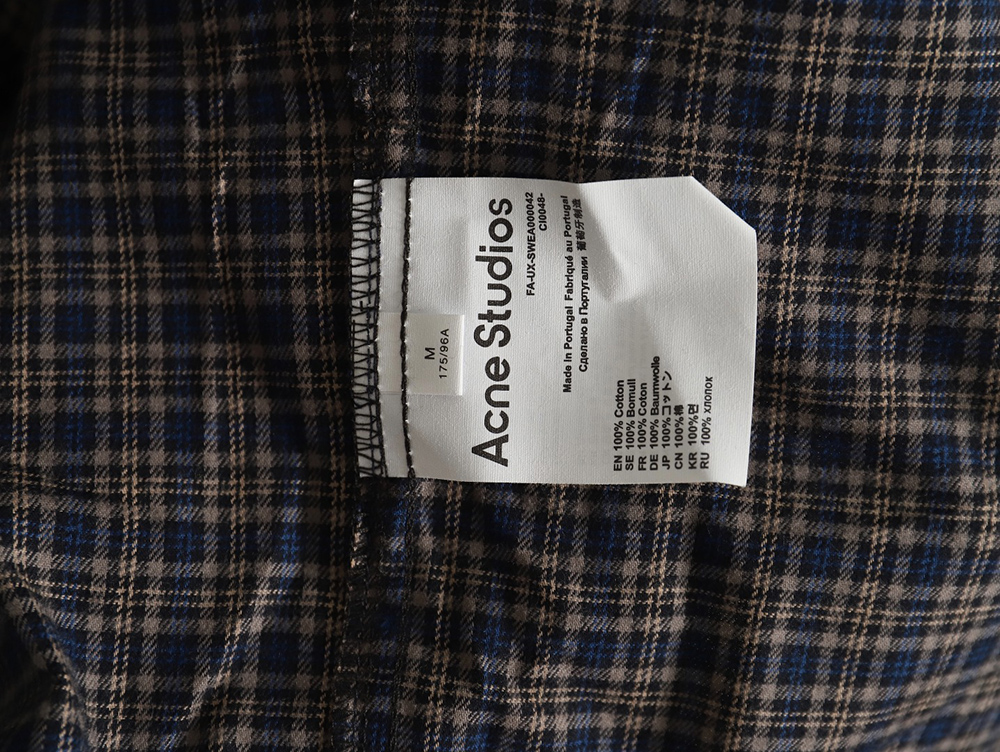 M
175/96A
Acne Studios
FA-UX-SWEA000042
CI0048-
Made in Portugal Fabriqué au Portugal
Сделано в Португалии 葡萄牙制造
EN 100% Cotton
SE 100% Bomull
FR 100% Coton
DE 100% Baumwolle
JP 100%コットン
CN 100%棉
KR 100%면
RU 100% хлопок